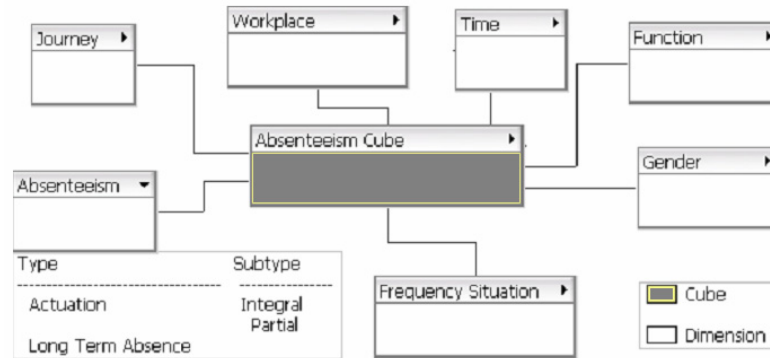 Journey
Workplace
Time
Function
Absenteeism Cube
Gender
Absenteeism
Type Subtype
Actuation Integral
Partial
Long Term Absence
Frequency Situation
Cube
Dimension